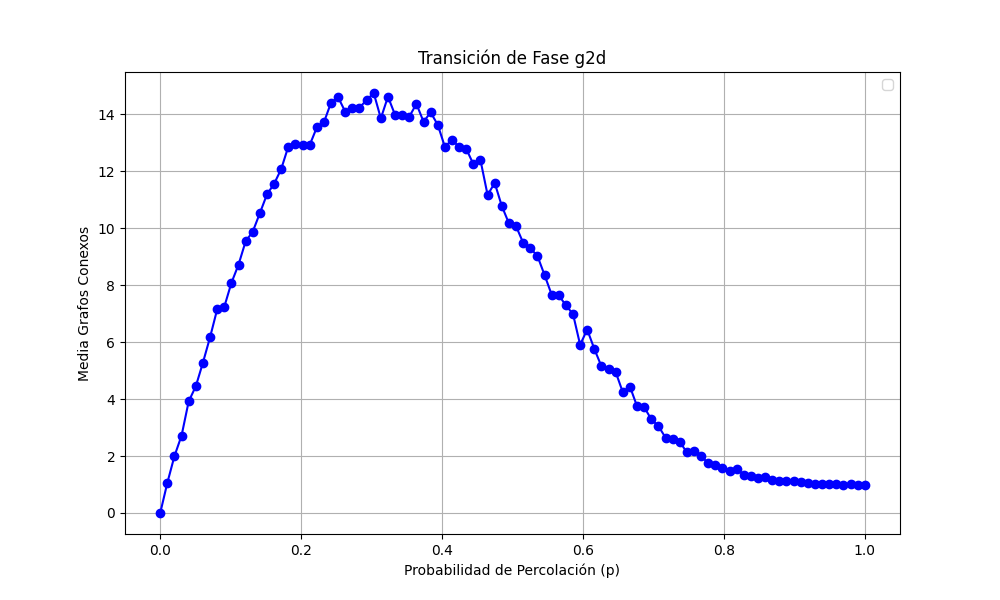 Transición de Fase g2d
Media Grafos Conexos
14
12
10
8
6
4
2
0
0.0 0.2 0.4 0.6 0.8 1.0
Probabilidad de Percolación (p)